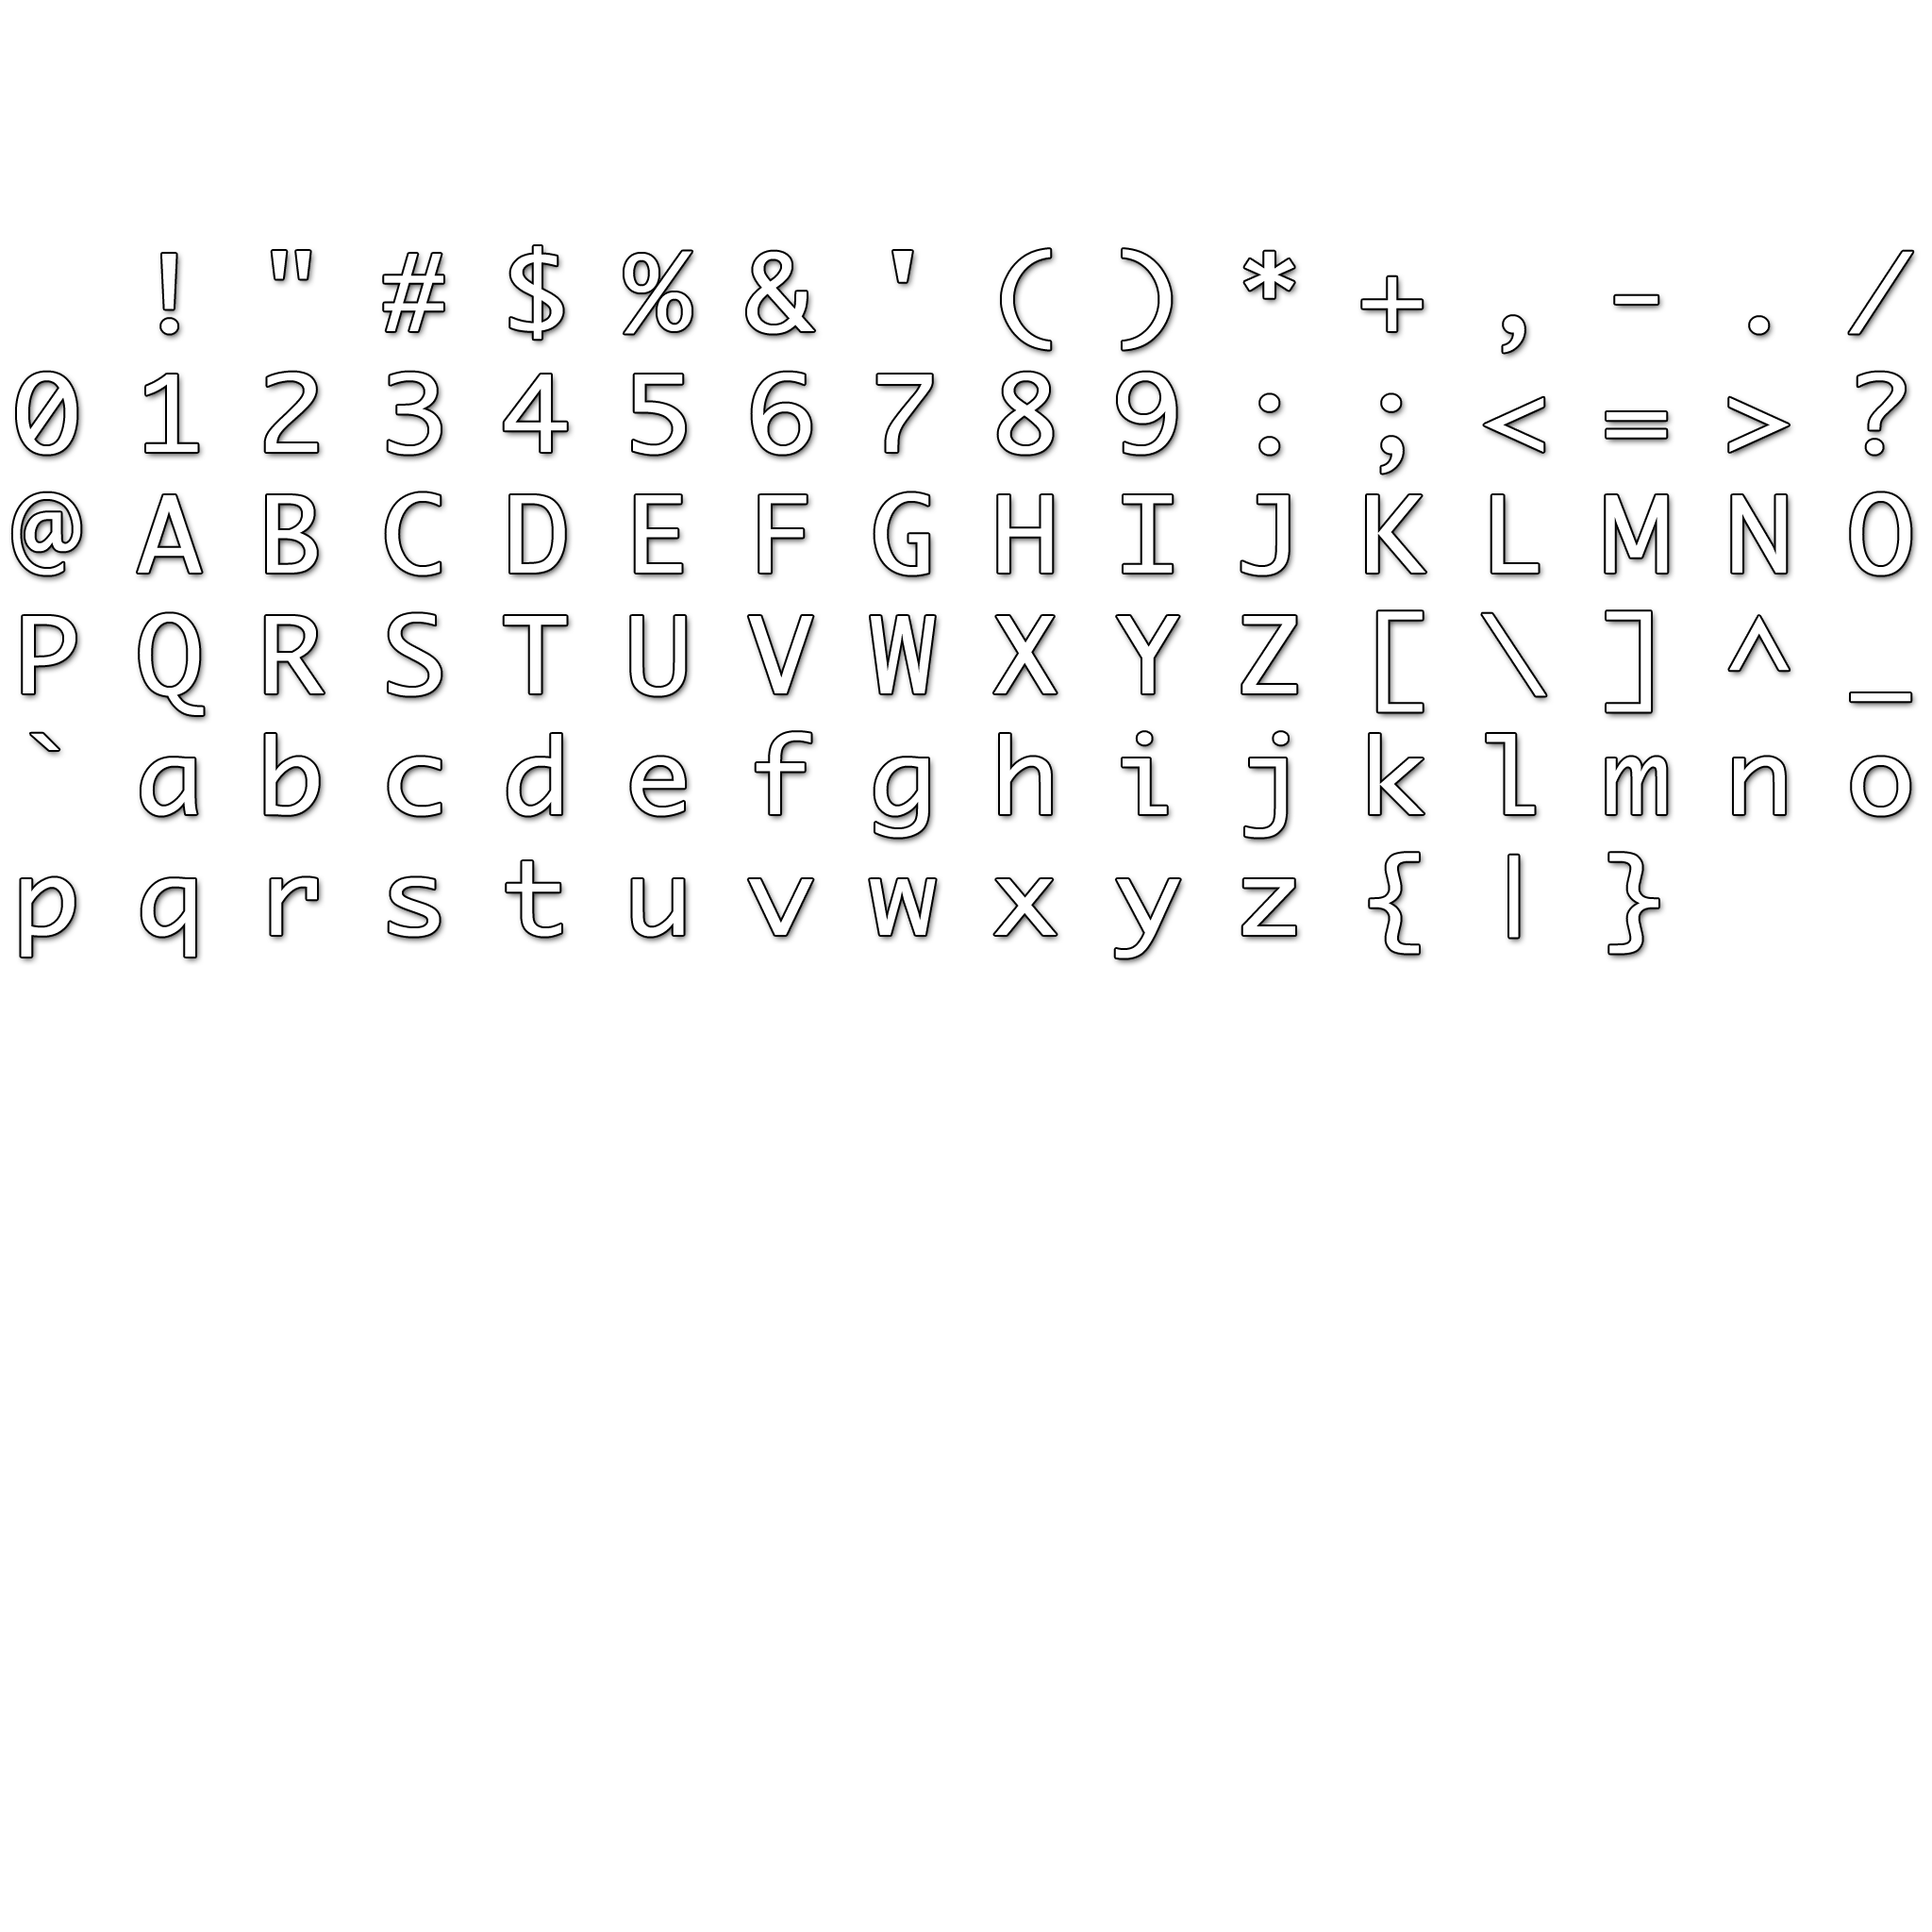 ! " # $ % & ' ( ) * + , - . /
0 1 2 3 4 5 6 7 8 9 : ; < = > ?
@ A B C D E F G H I J K L M N O
P Q R S T U V W X Y Z [ \ ] ^ _
` a b c d e f g h i j k l m n o
p q r s t u v w x y z { | }